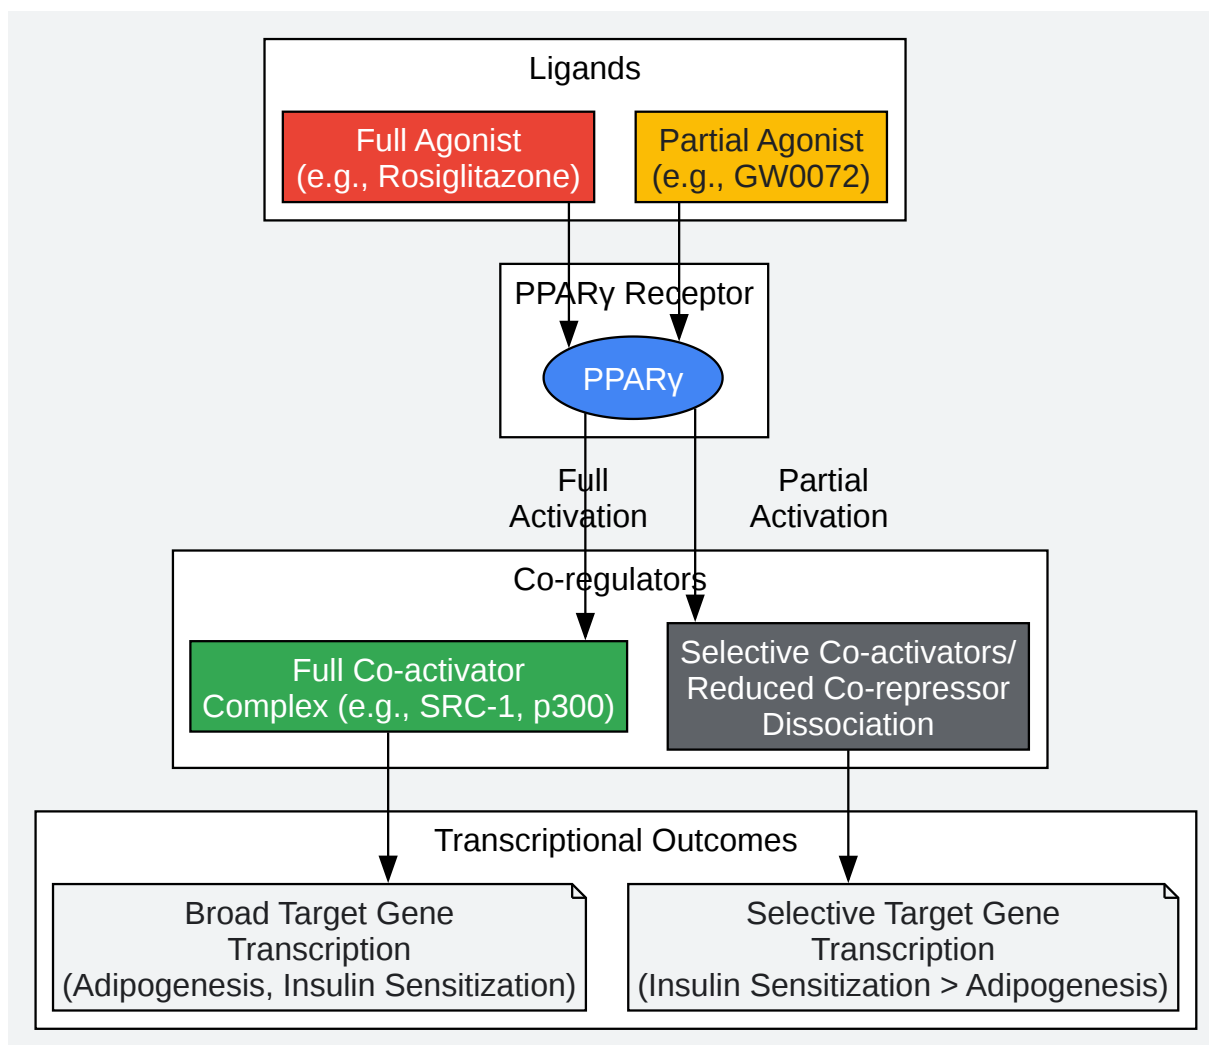 Ligands
Full Agonist
(e.g., Rosiglitazone)
Partial Agonist
(e.g., GW0072)
PPARγ Receptor
PPARγ
Full
Activation
Partial
Activation
Co-regulators
Full Co-activator
Complex (e.g., SRC-1, p300)
Selective Co-activators/
Reduced Co-repressor
Dissociation
Transcriptional Outcomes
Broad Target Gene
Transcription
(Adipogenesis, Insulin Sensitization)
Selective Target Gene
Transcription
(Insulin Sensitization > Adipogenesis)